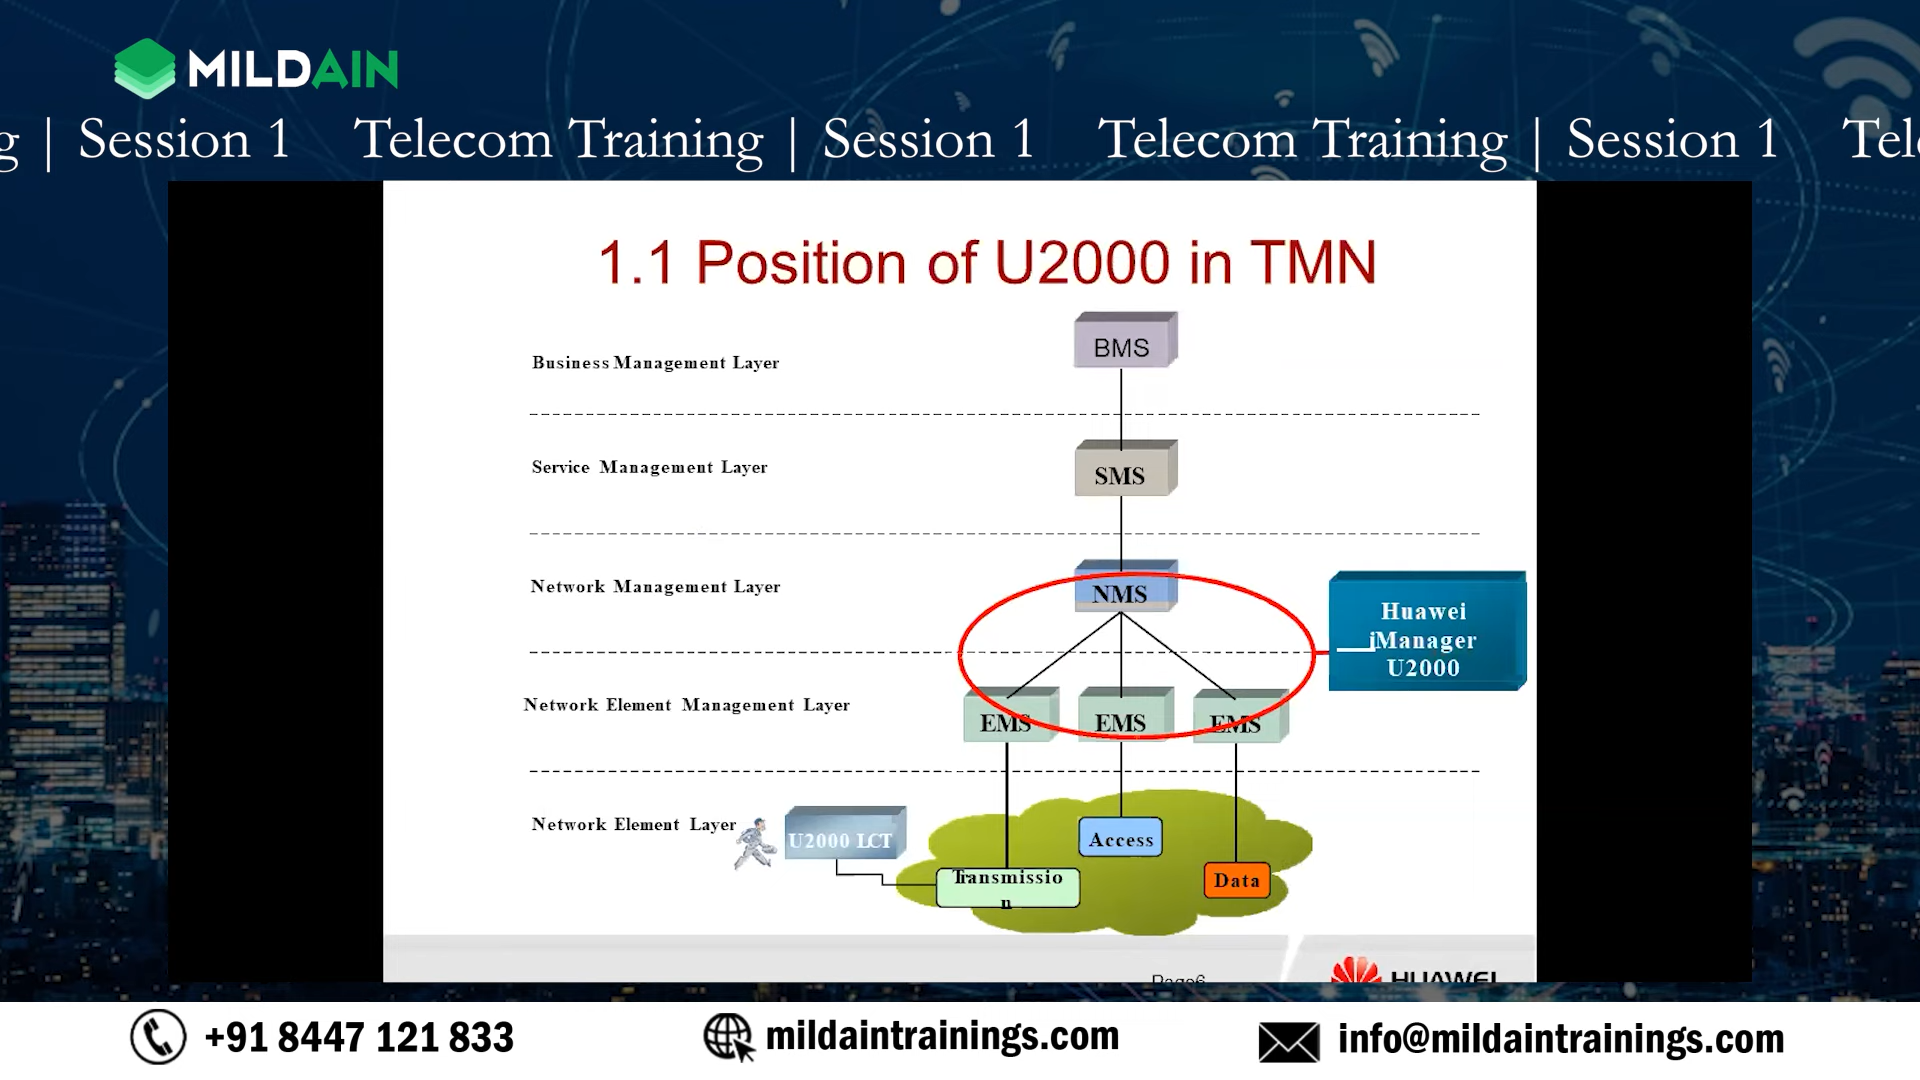 MILDAIN
g | Session 1 Telecom Training | Session 1 Telecom Training | Session 1 Tele
1.1 Position of U2000 in TMN
BMS
Business Management Layer
Service Management Layer
SMS
Network Management Layer
NMS
Huawei
iManager
U2000
Network Element Management Layer
EMS EMS EMS
Network Element Layer
U2000 LCT
Access
Transmissio
n
Data
Page6
HUAWEI
+91 8447 121 833
mildaintrainings.com
info@mildaintrainings.com